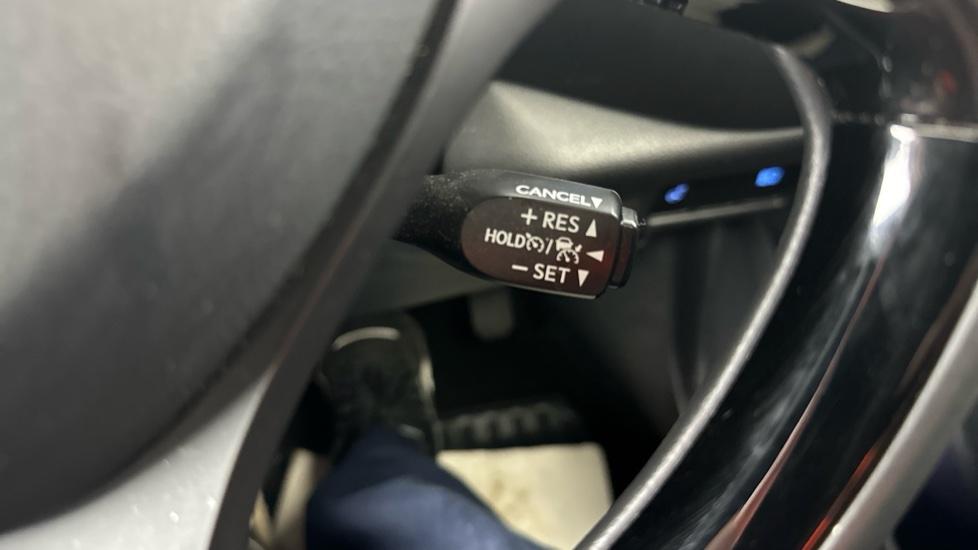 CANCEL▼
+ RES ▲
HOLD / ◀
− SET ▼